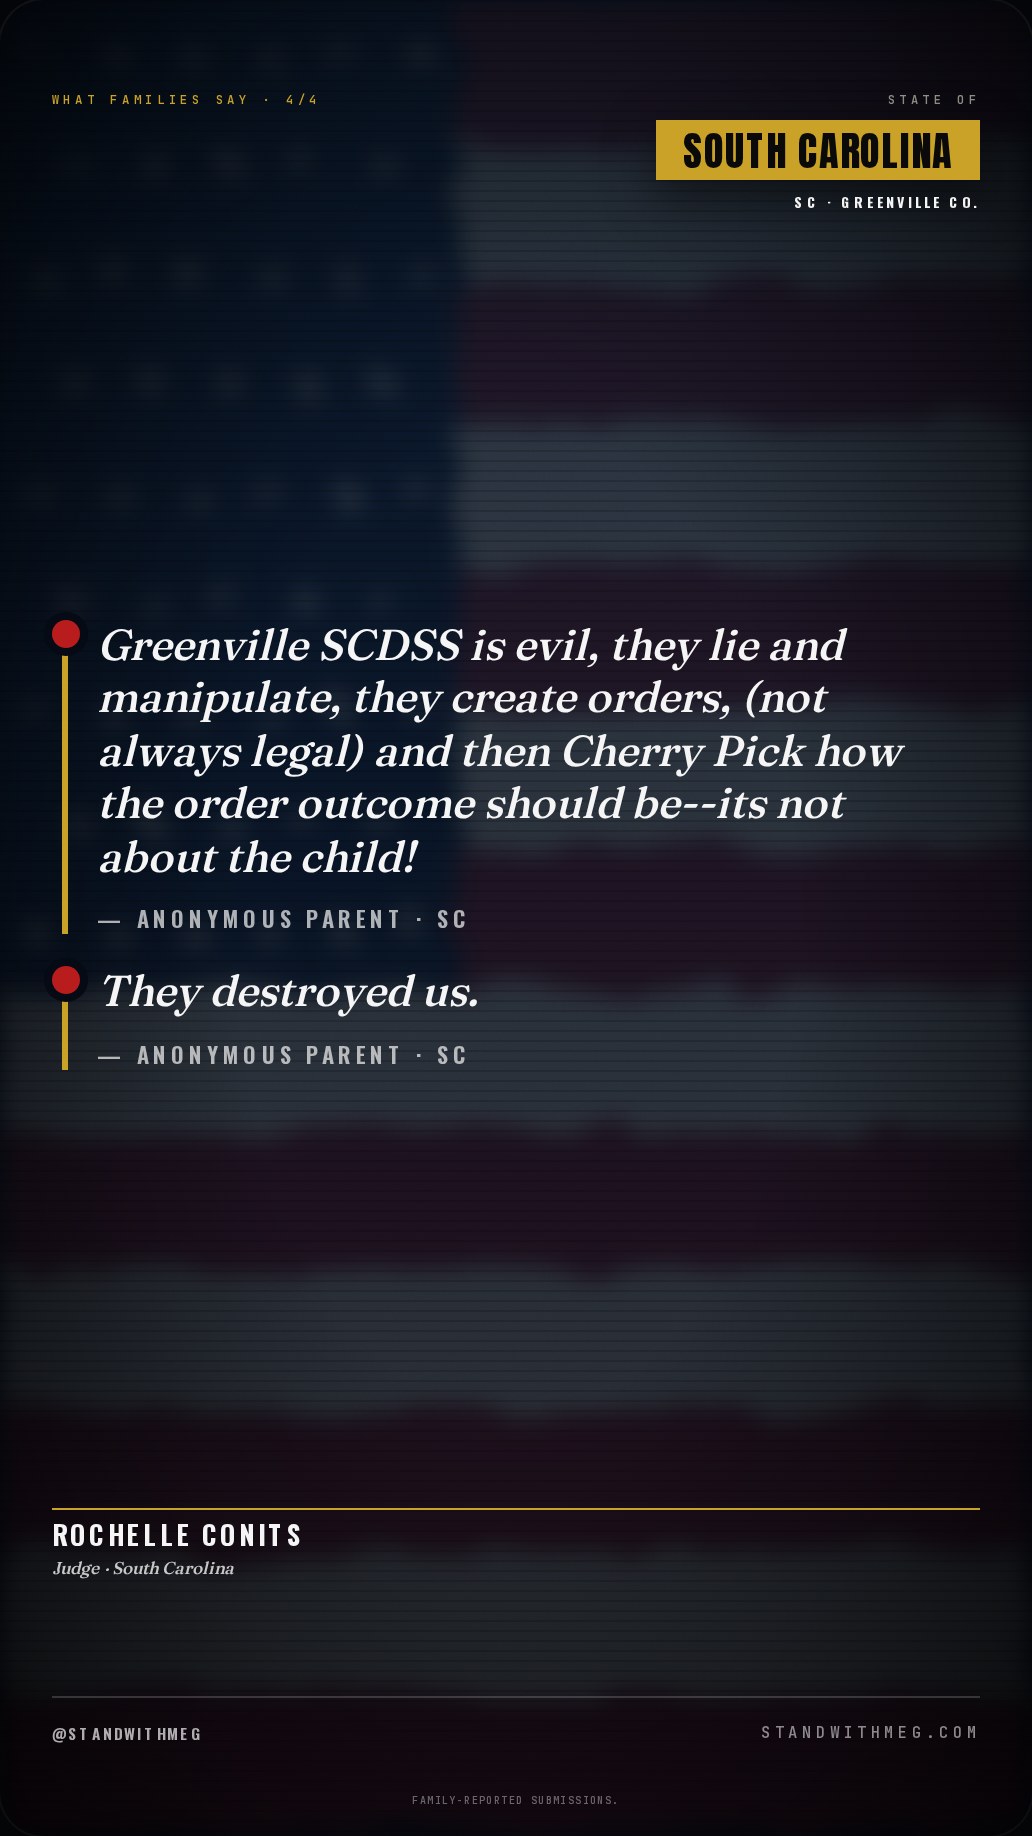 WHAT FAMILIES SAY · 4/4
STATE OF
SOUTH CAROLINA
SC · GREENVILLE CO.
Greenville SCDSS is evil, they lie and
manipulate, they create orders, (not
always legal) and then Cherry Pick how
the order outcome should be--its not
about the child!
— ANONYMOUS PARENT · SC
They destroyed us.
— ANONYMOUS PARENT · SC
ROCHELLE CONITS
Judge · South Carolina
@STANDWITHMEG
STANDWITHMEG.COM
FAMILY-REPORTED SUBMISSIONS.